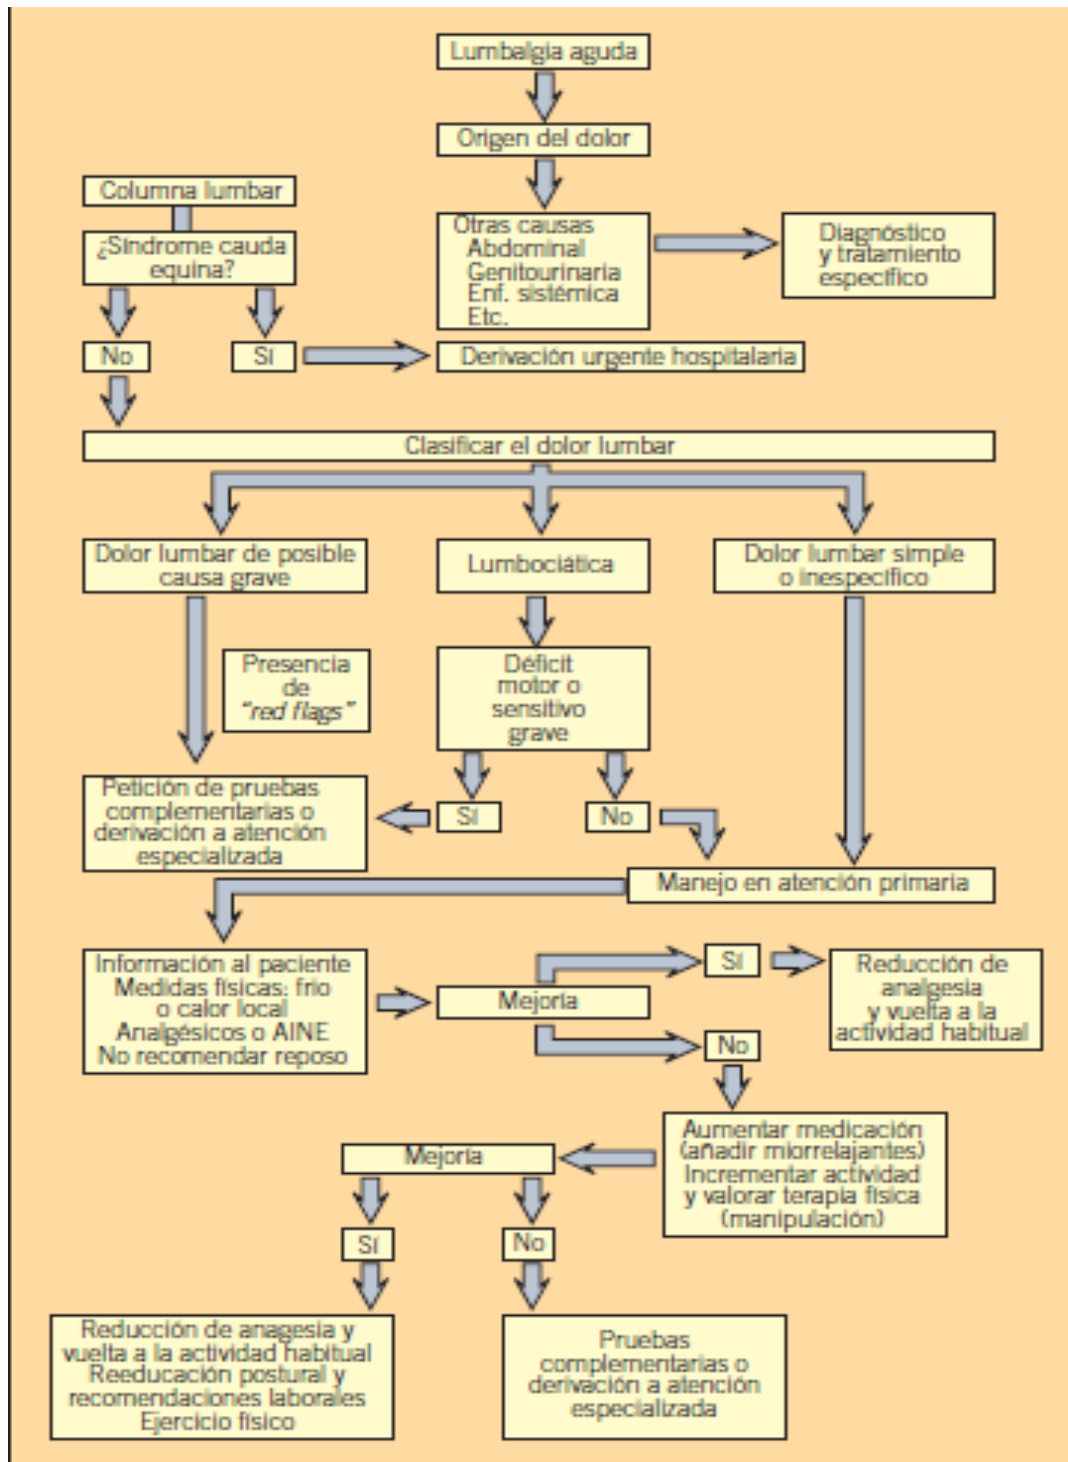 Lumbalgia aguda
Origen del dolor
Columna lumbar
¿Síndrome cauda
equina?
Otras causas
Abdominal
Genitourinaria
Enf. sistémica
Etc.
Diagnóstico
y tratamiento
específico
No
Sí
Derivación urgente hospitalaria
Clasificar el dolor lumbar
Dolor lumbar de posible
causa grave
Lumbociática
Dolor lumbar simple
o inespecífico
Presencia
de
"red flags"
Déficit
motor o
sensitivo
grave
Petición de pruebas
complementarias o
derivación a atención
especializada
Sí
No
Manejo en atención primaria
Información al paciente
Medidas físicas: frio
o calor local
Analgésicos o AINE
No recomendar reposo
Mejoría
Sí
Reducción de
analgesia
y vuelta a la
actividad habitual
No
Aumentar medicación
(añadir miorrelajantes)
Incrementar actividad
y valorar terapia física
(manipulación)
Mejoría
Sí
No
Reducción de anagesia y
vuelta a la actividad habitual
Reeducación postural y
recomendaciones laborales
Ejercicio físico
Pruebas
complementarias o
derivación a atención
especializada